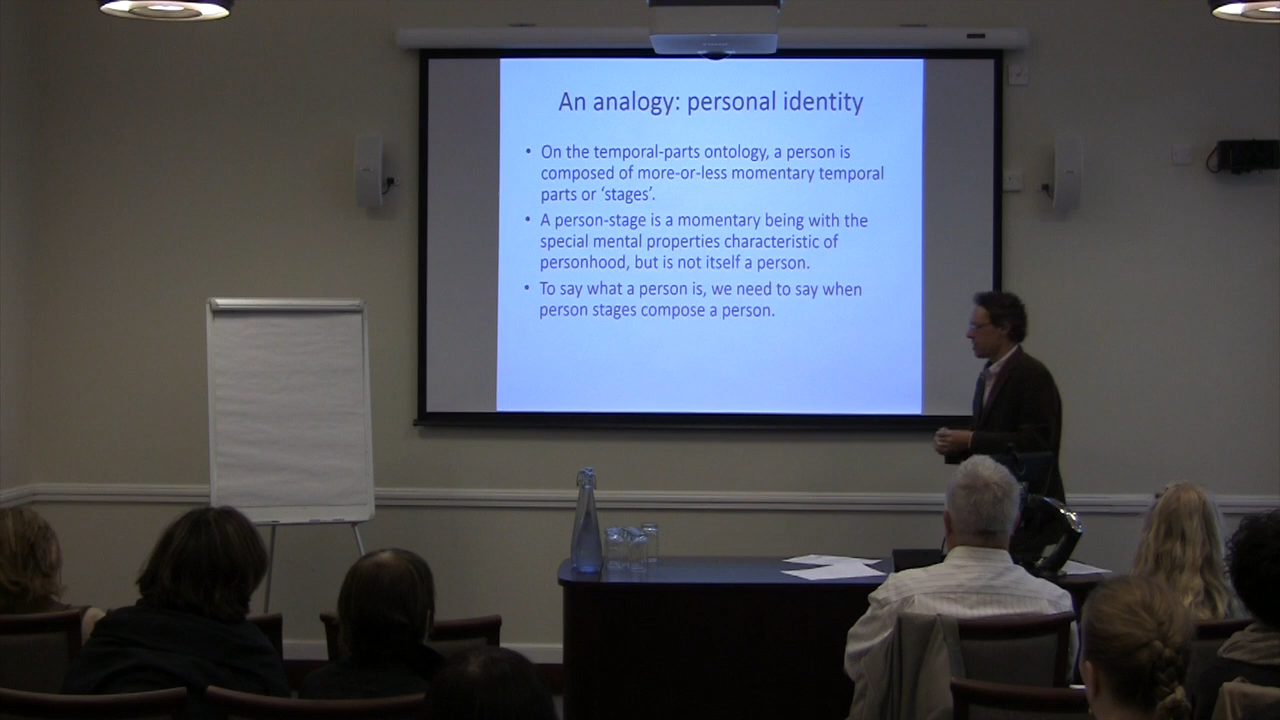 An analogy: personal identity
• On the temporal-parts ontology, a person is
composed of more-or-less momentary temporal
parts or ‘stages’.
• A person-stage is a momentary being with the
special mental properties characteristic of
personhood, but is not itself a person.
• To say what a person is, we need to say when
person stages compose a person.